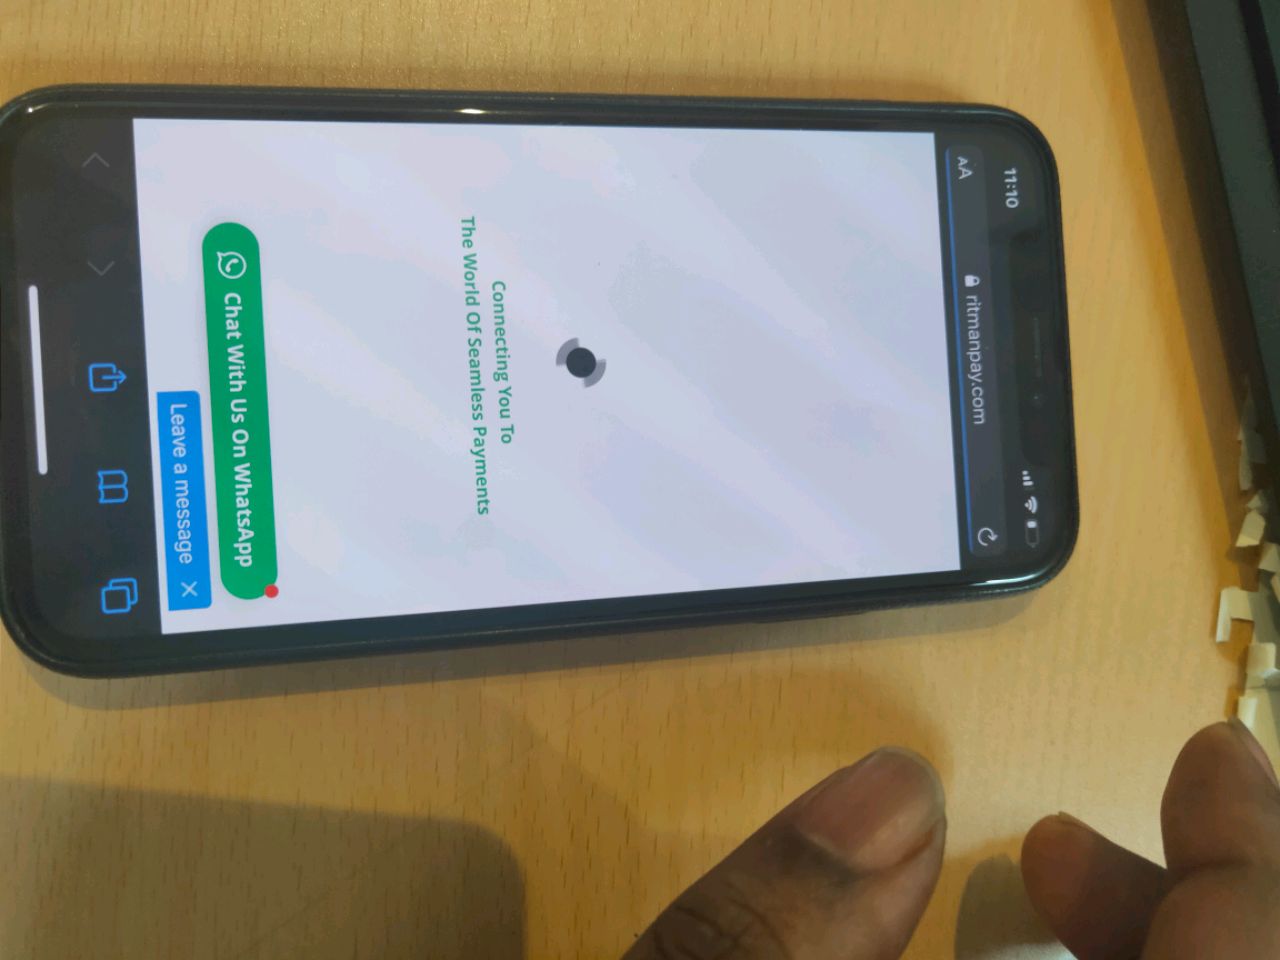 11:10
AA
ritmanpay.com
Connecting You To
The World Of Seamless Payments
Chat With Us On WhatsApp
Leave a message